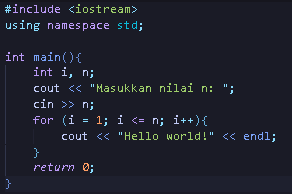 #include <iostream>
using namespace std;

int main(){
    int i, n;
    cout << "Masukkan nilai n: ";
    cin >> n;
    for (i = 1; i <= n; i++){
        cout << "Hello world!" << endl;
    }
    return 0;
}